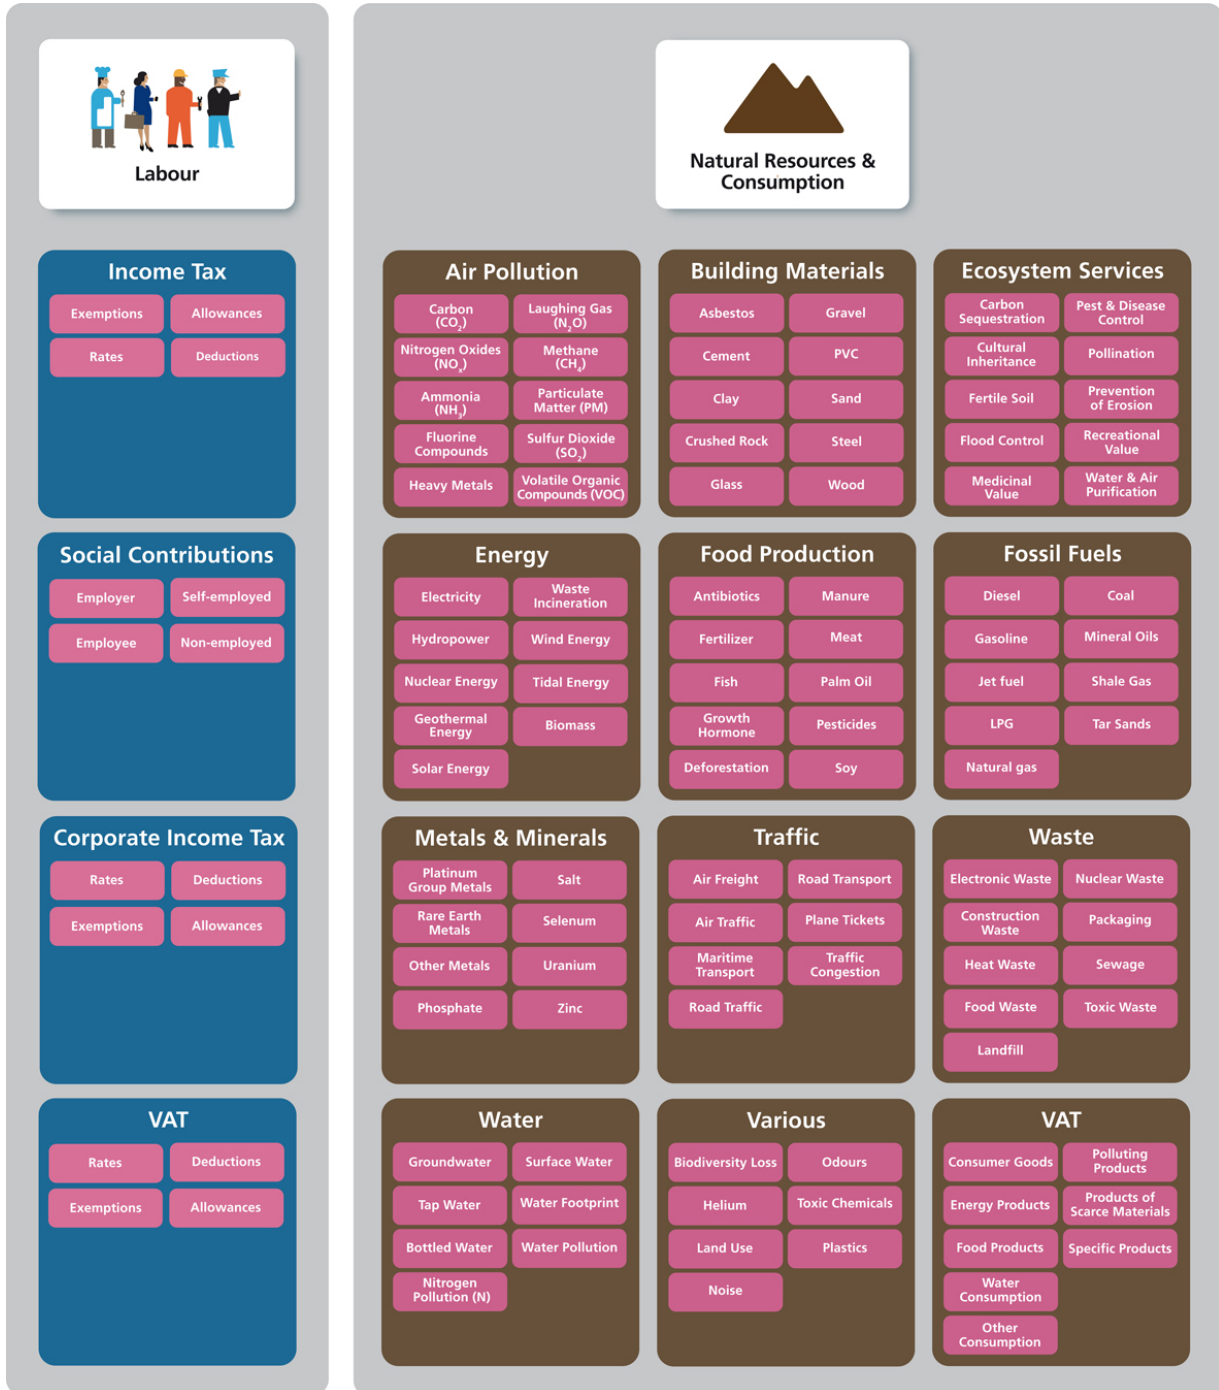 Labour
Natural Resources &
Consumption
Income Tax
Exemptions
Allowances
Rates
Deductions
Social Contributions
Employer
Self-employed
Employee
Non-employed
Corporate Income Tax
Rates
Deductions
Exemptions
Allowances
VAT
Rates
Deductions
Exemptions
Allowances
Air Pollution
Carbon
(CO₂)
Laughing Gas
(N₂O)
Nitrogen Oxides
(NOₓ)
Methane
(CH₄)
Ammonia
(NH₃)
Particulate
Matter (PM)
Fluorine
Compounds
Sulfur Dioxide
(SO₂)
Heavy Metals
Volatile Organic
Compounds (VOC)
Building Materials
Asbestos
Gravel
Cement
PVC
Clay
Sand
Crushed Rock
Steel
Glass
Wood
Ecosystem Services
Carbon
Sequestration
Pest & Disease
Control
Cultural
Inheritance
Pollination
Fertile Soil
Prevention
of Erosion
Flood Control
Recreational
Value
Medicinal
Value
Water & Air
Purification
Energy
Electricity
Waste
Incineration
Hydropower
Wind Energy
Nuclear Energy
Tidal Energy
Geothermal
Energy
Biomass
Solar Energy
Food Production
Antibiotics
Manure
Fertilizer
Meat
Fish
Palm Oil
Growth
Hormone
Pesticides
Deforestation
Soy
Fossil Fuels
Diesel
Coal
Gasoline
Mineral Oils
Jet fuel
Shale Gas
LPG
Tar Sands
Natural gas
Metals & Minerals
Platinum
Group Metals
Salt
Rare Earth
Metals
Selenum
Other Metals
Uranium
Phosphate
Zinc
Traffic
Air Freight
Road Transport
Air Traffic
Plane Tickets
Maritime
Transport
Traffic
Congestion
Road Traffic
Waste
Electronic Waste
Nuclear Waste
Construction
Waste
Packaging
Heat Waste
Sewage
Food Waste
Toxic Waste
Landfill
Water
Groundwater
Surface Water
Tap Water
Water Footprint
Bottled Water
Water Pollution
Nitrogen
Pollution (N)
Various
Biodiversity Loss
Odours
Helium
Toxic Chemicals
Land Use
Plastics
Noise
VAT
Consumer Goods
Polluting
Products
Energy Products
Products of
Scarce Materials
Food Products
Specific Products
Water
Consumption
Other
Consumption